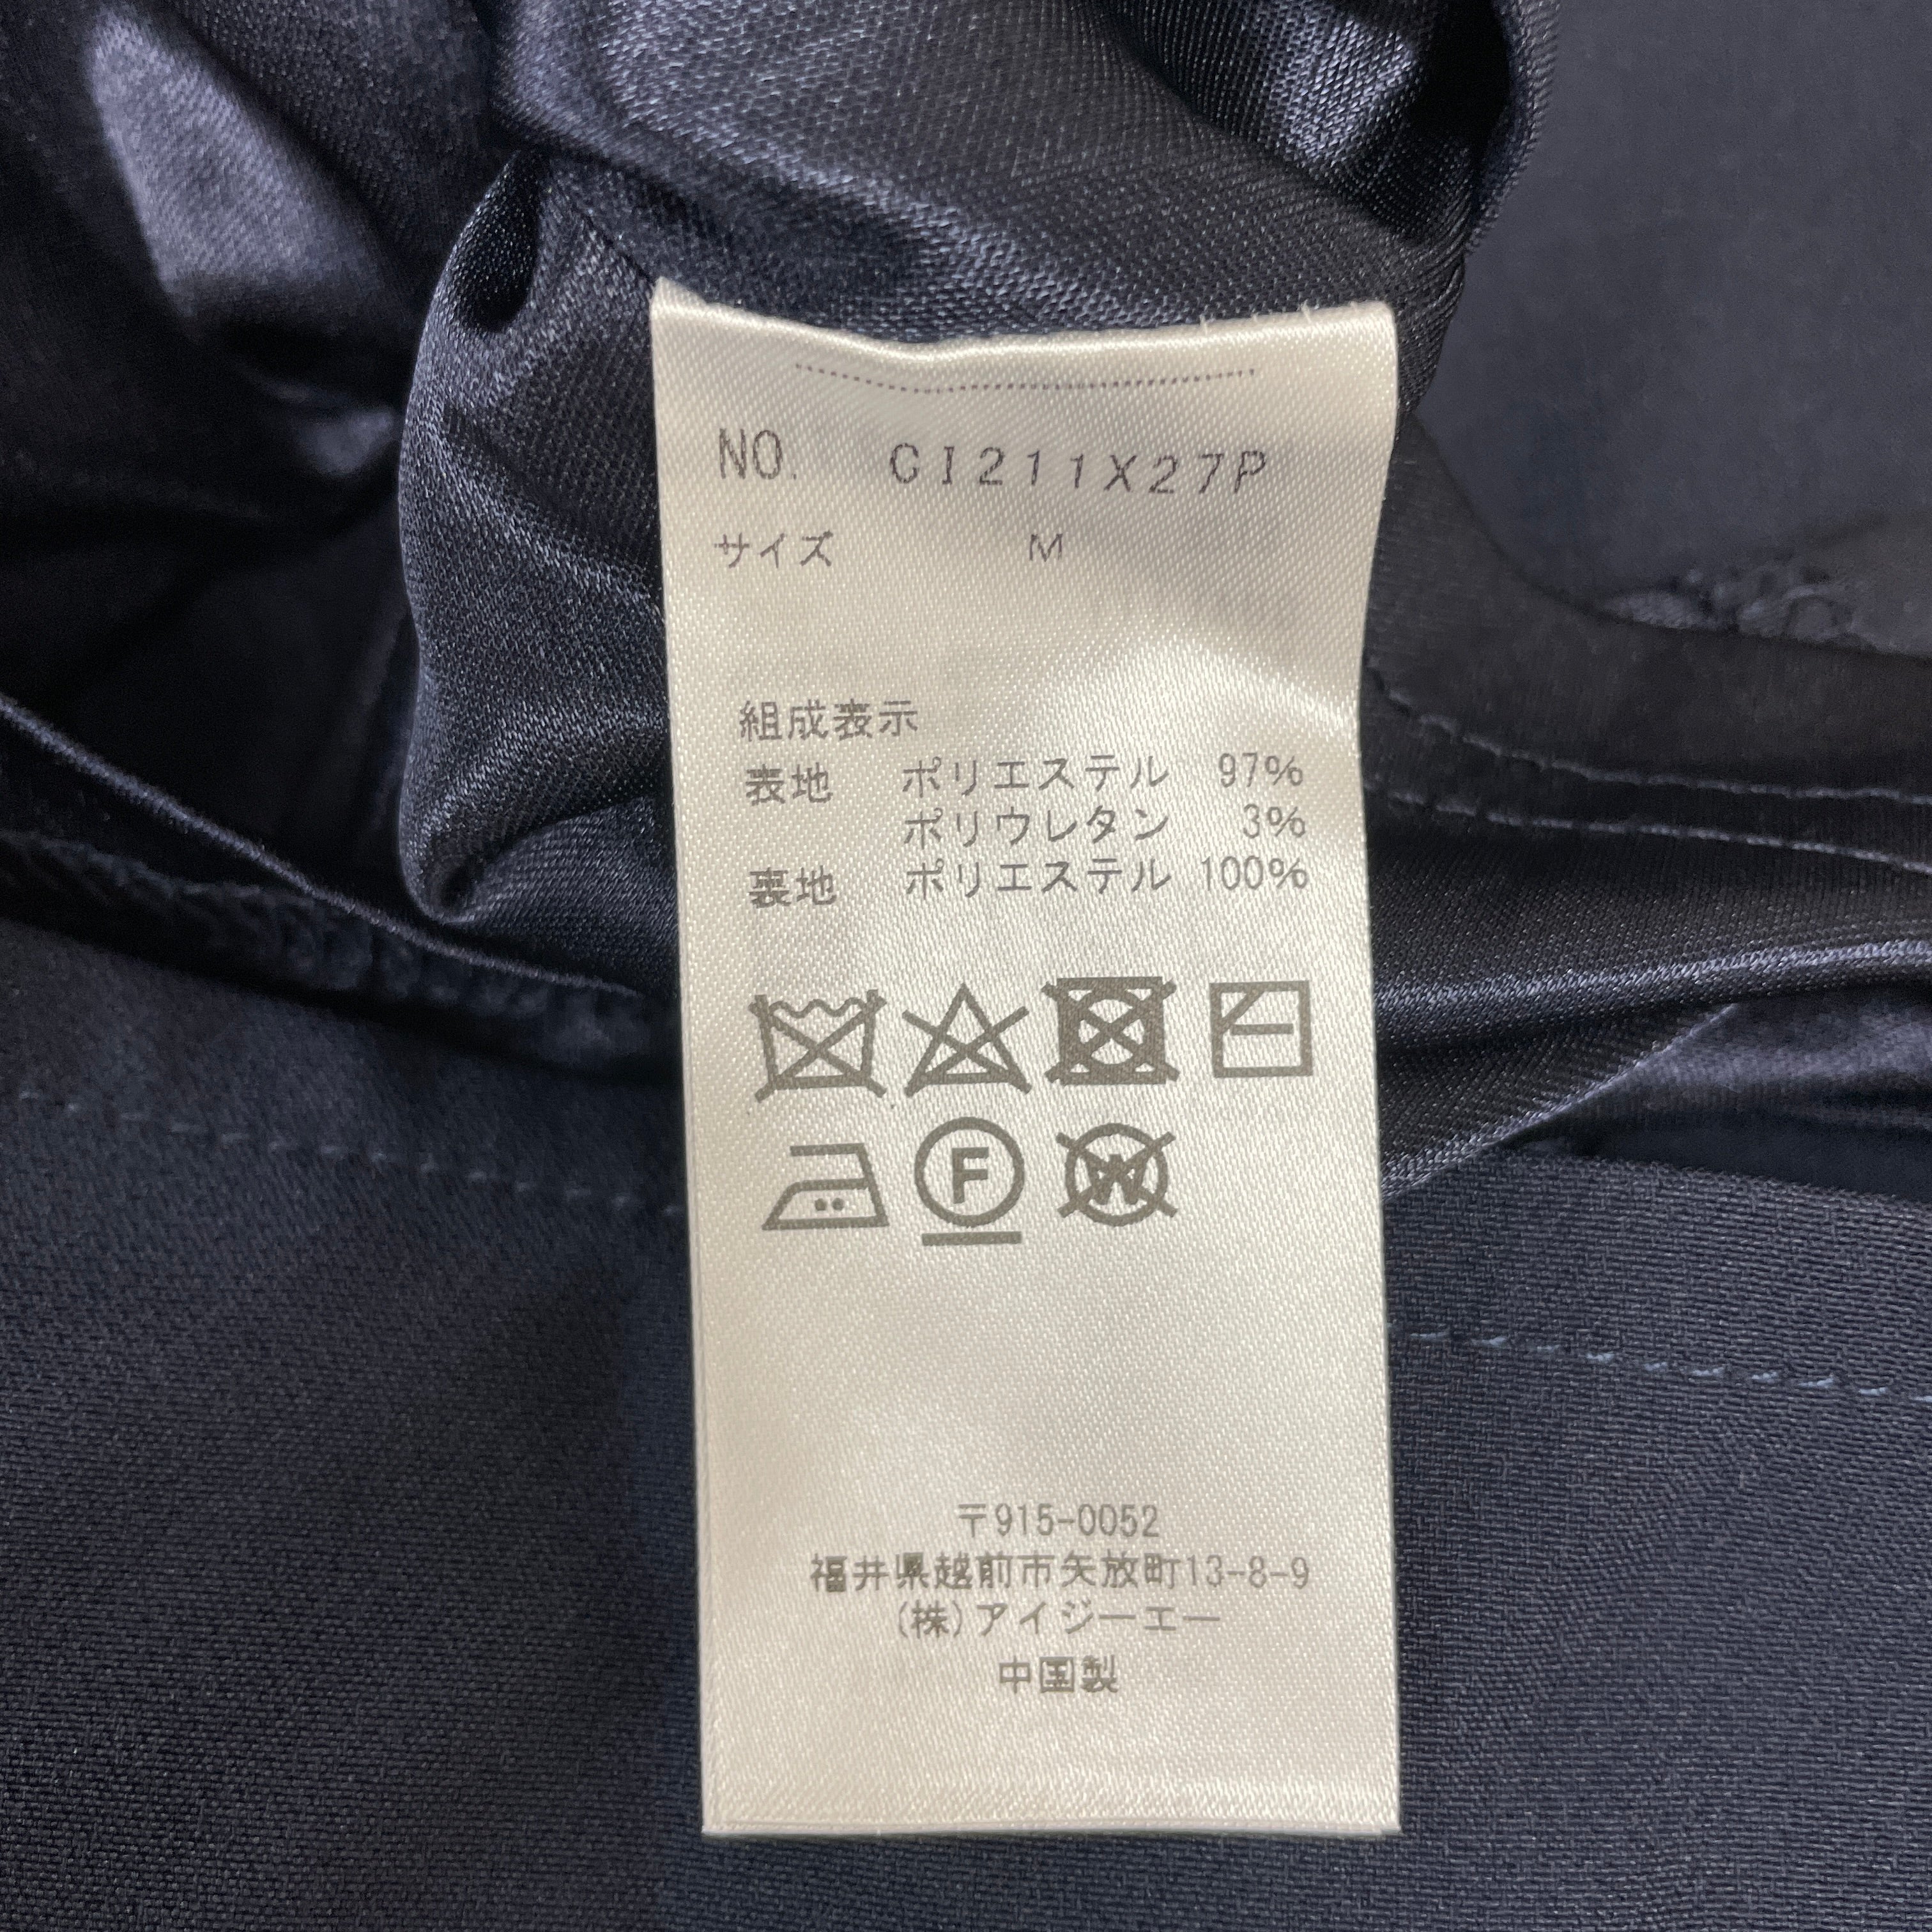 NO. CI211X27P
サイズ M
組成表示
表地 ポリエステル 97%
ポリウレタン 3%
裏地 ポリエステル 100%
F W
〒915-0052
福井県越前市矢放町13-8-9
(株)アイジーエー
中国製